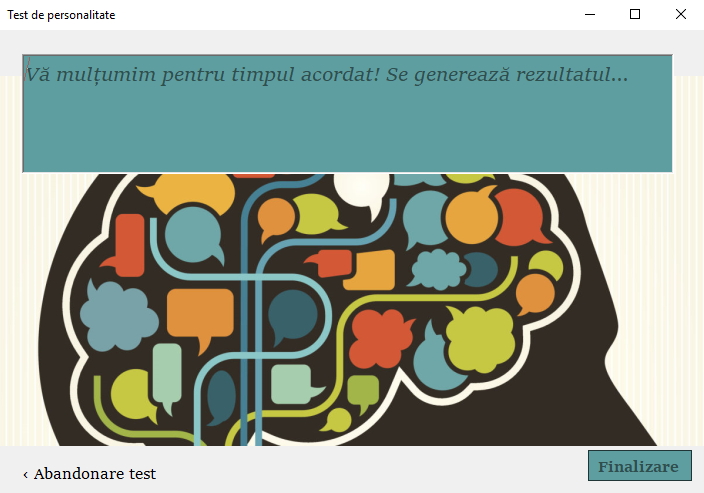 Test de personalitate
Vă mulțumim pentru timpul acordat! Se generează rezultatul...
‹ Abandonare test
Finalizare